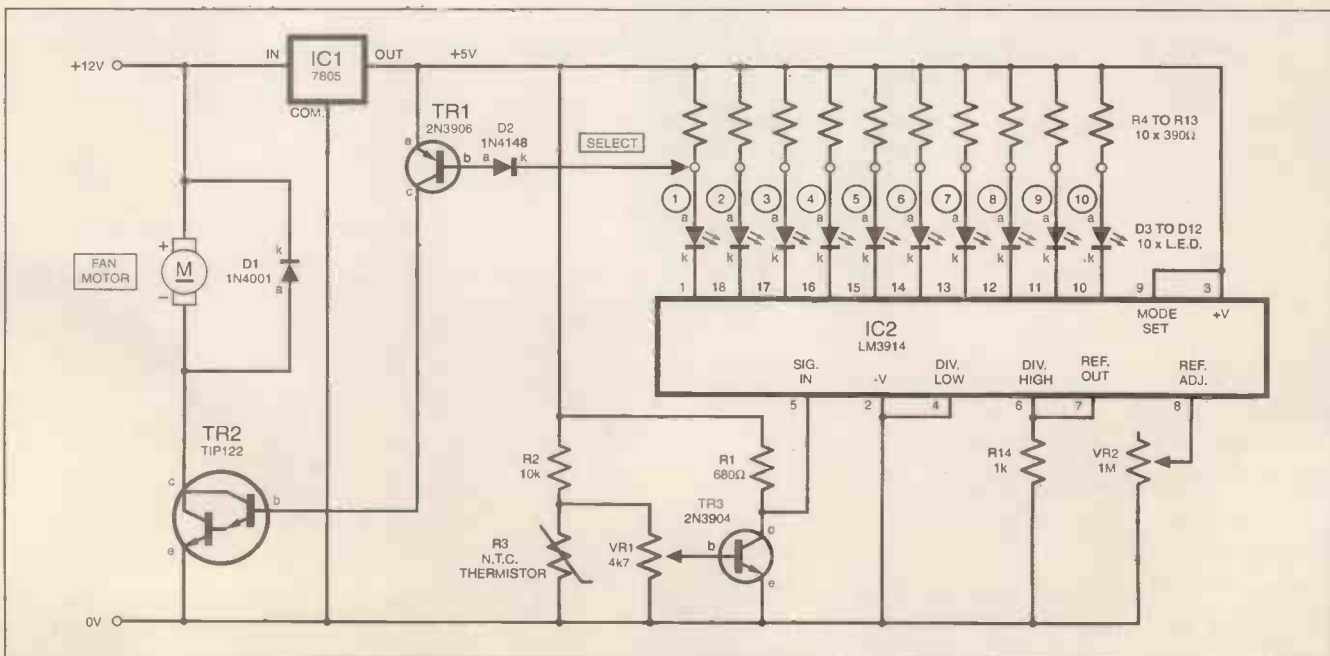 +12V
IN
IC1
7805
OUT
+5V
COM.
TR1
2N3906
D2
1N4148
SELECT
a
b
c
a
k
R4 TO R13
10 x 390Ω
1 2 3 4 5 6 7 8 9 10
a a a a a a a a a a
D3 TO D12
10 x L.E.D.
k k k k k k k k k k
FAN
MOTOR
+
M
−
D1
1N4001
k
a
1 18 17 16 15 14 13 12 11 10 9 3
MODE
SET
+V
IC2
LM3914
SIG.
IN
-V
DIV.
LOW
DIV.
HIGH
REF.
OUT
REF.
ADJ.
5 2 4 6 7 8
TR2
TIP122
c
b
e
R2
10k
R1
680Ω
TR3
2N3904
R3
N.T.C.
THERMISTOR
VR1
4k7
b
c
e
R14
1k
VR2
1M
0V